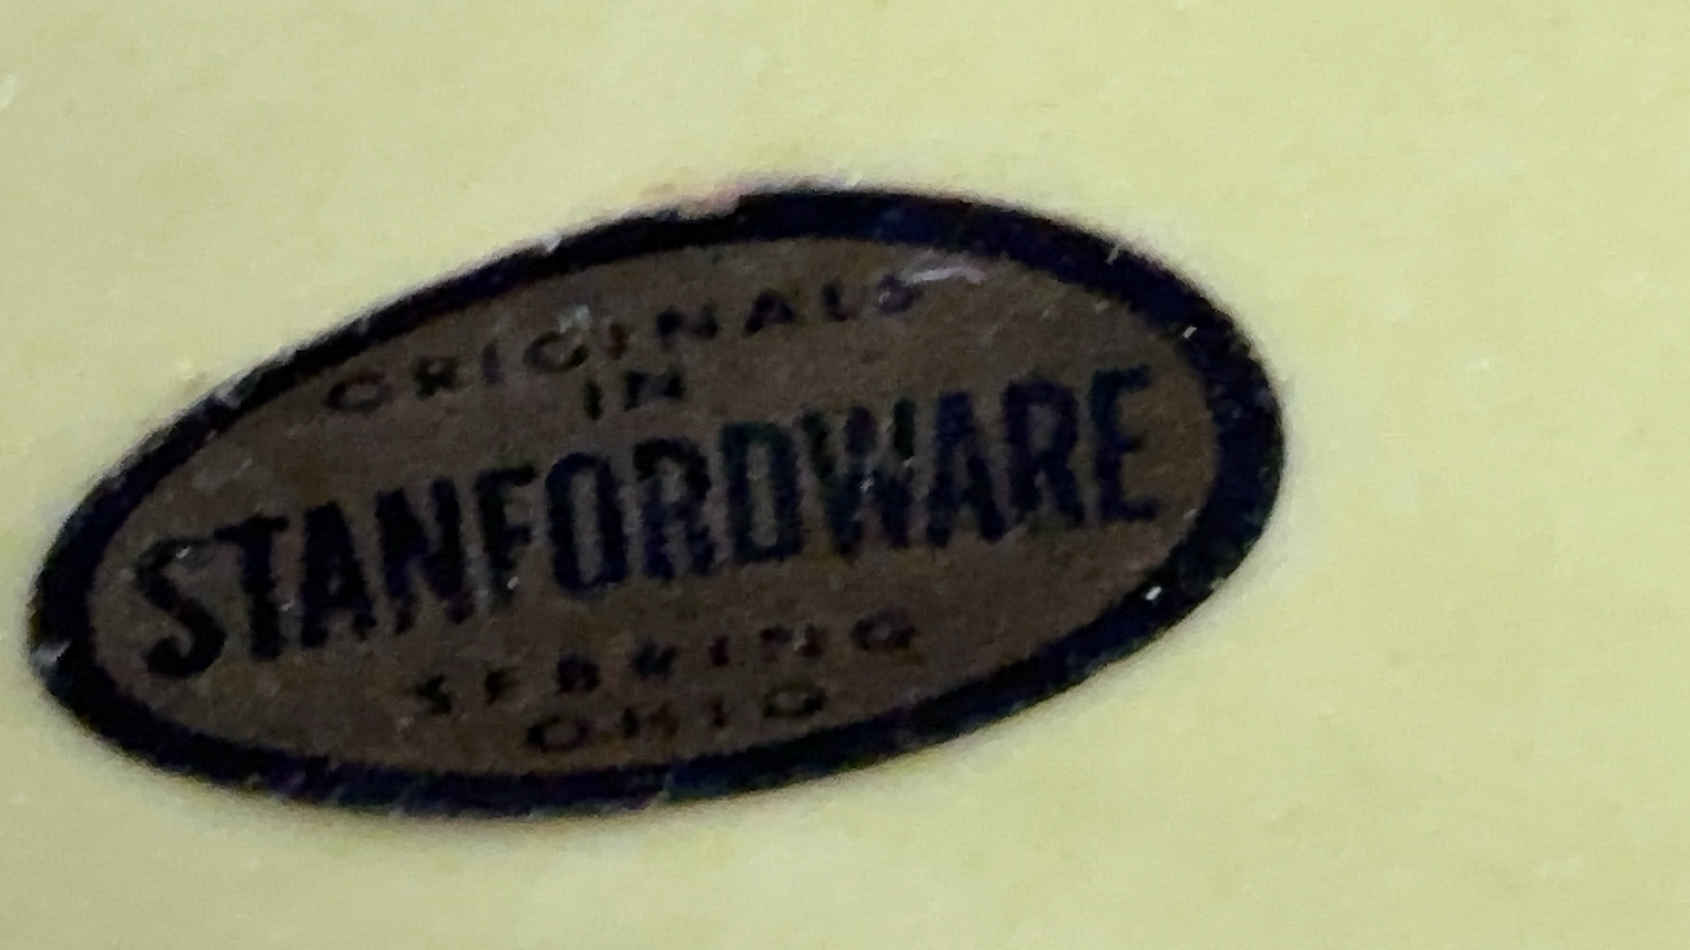 ORIGINALS
IN
STANFORDWARE
SEBRING
OHIO